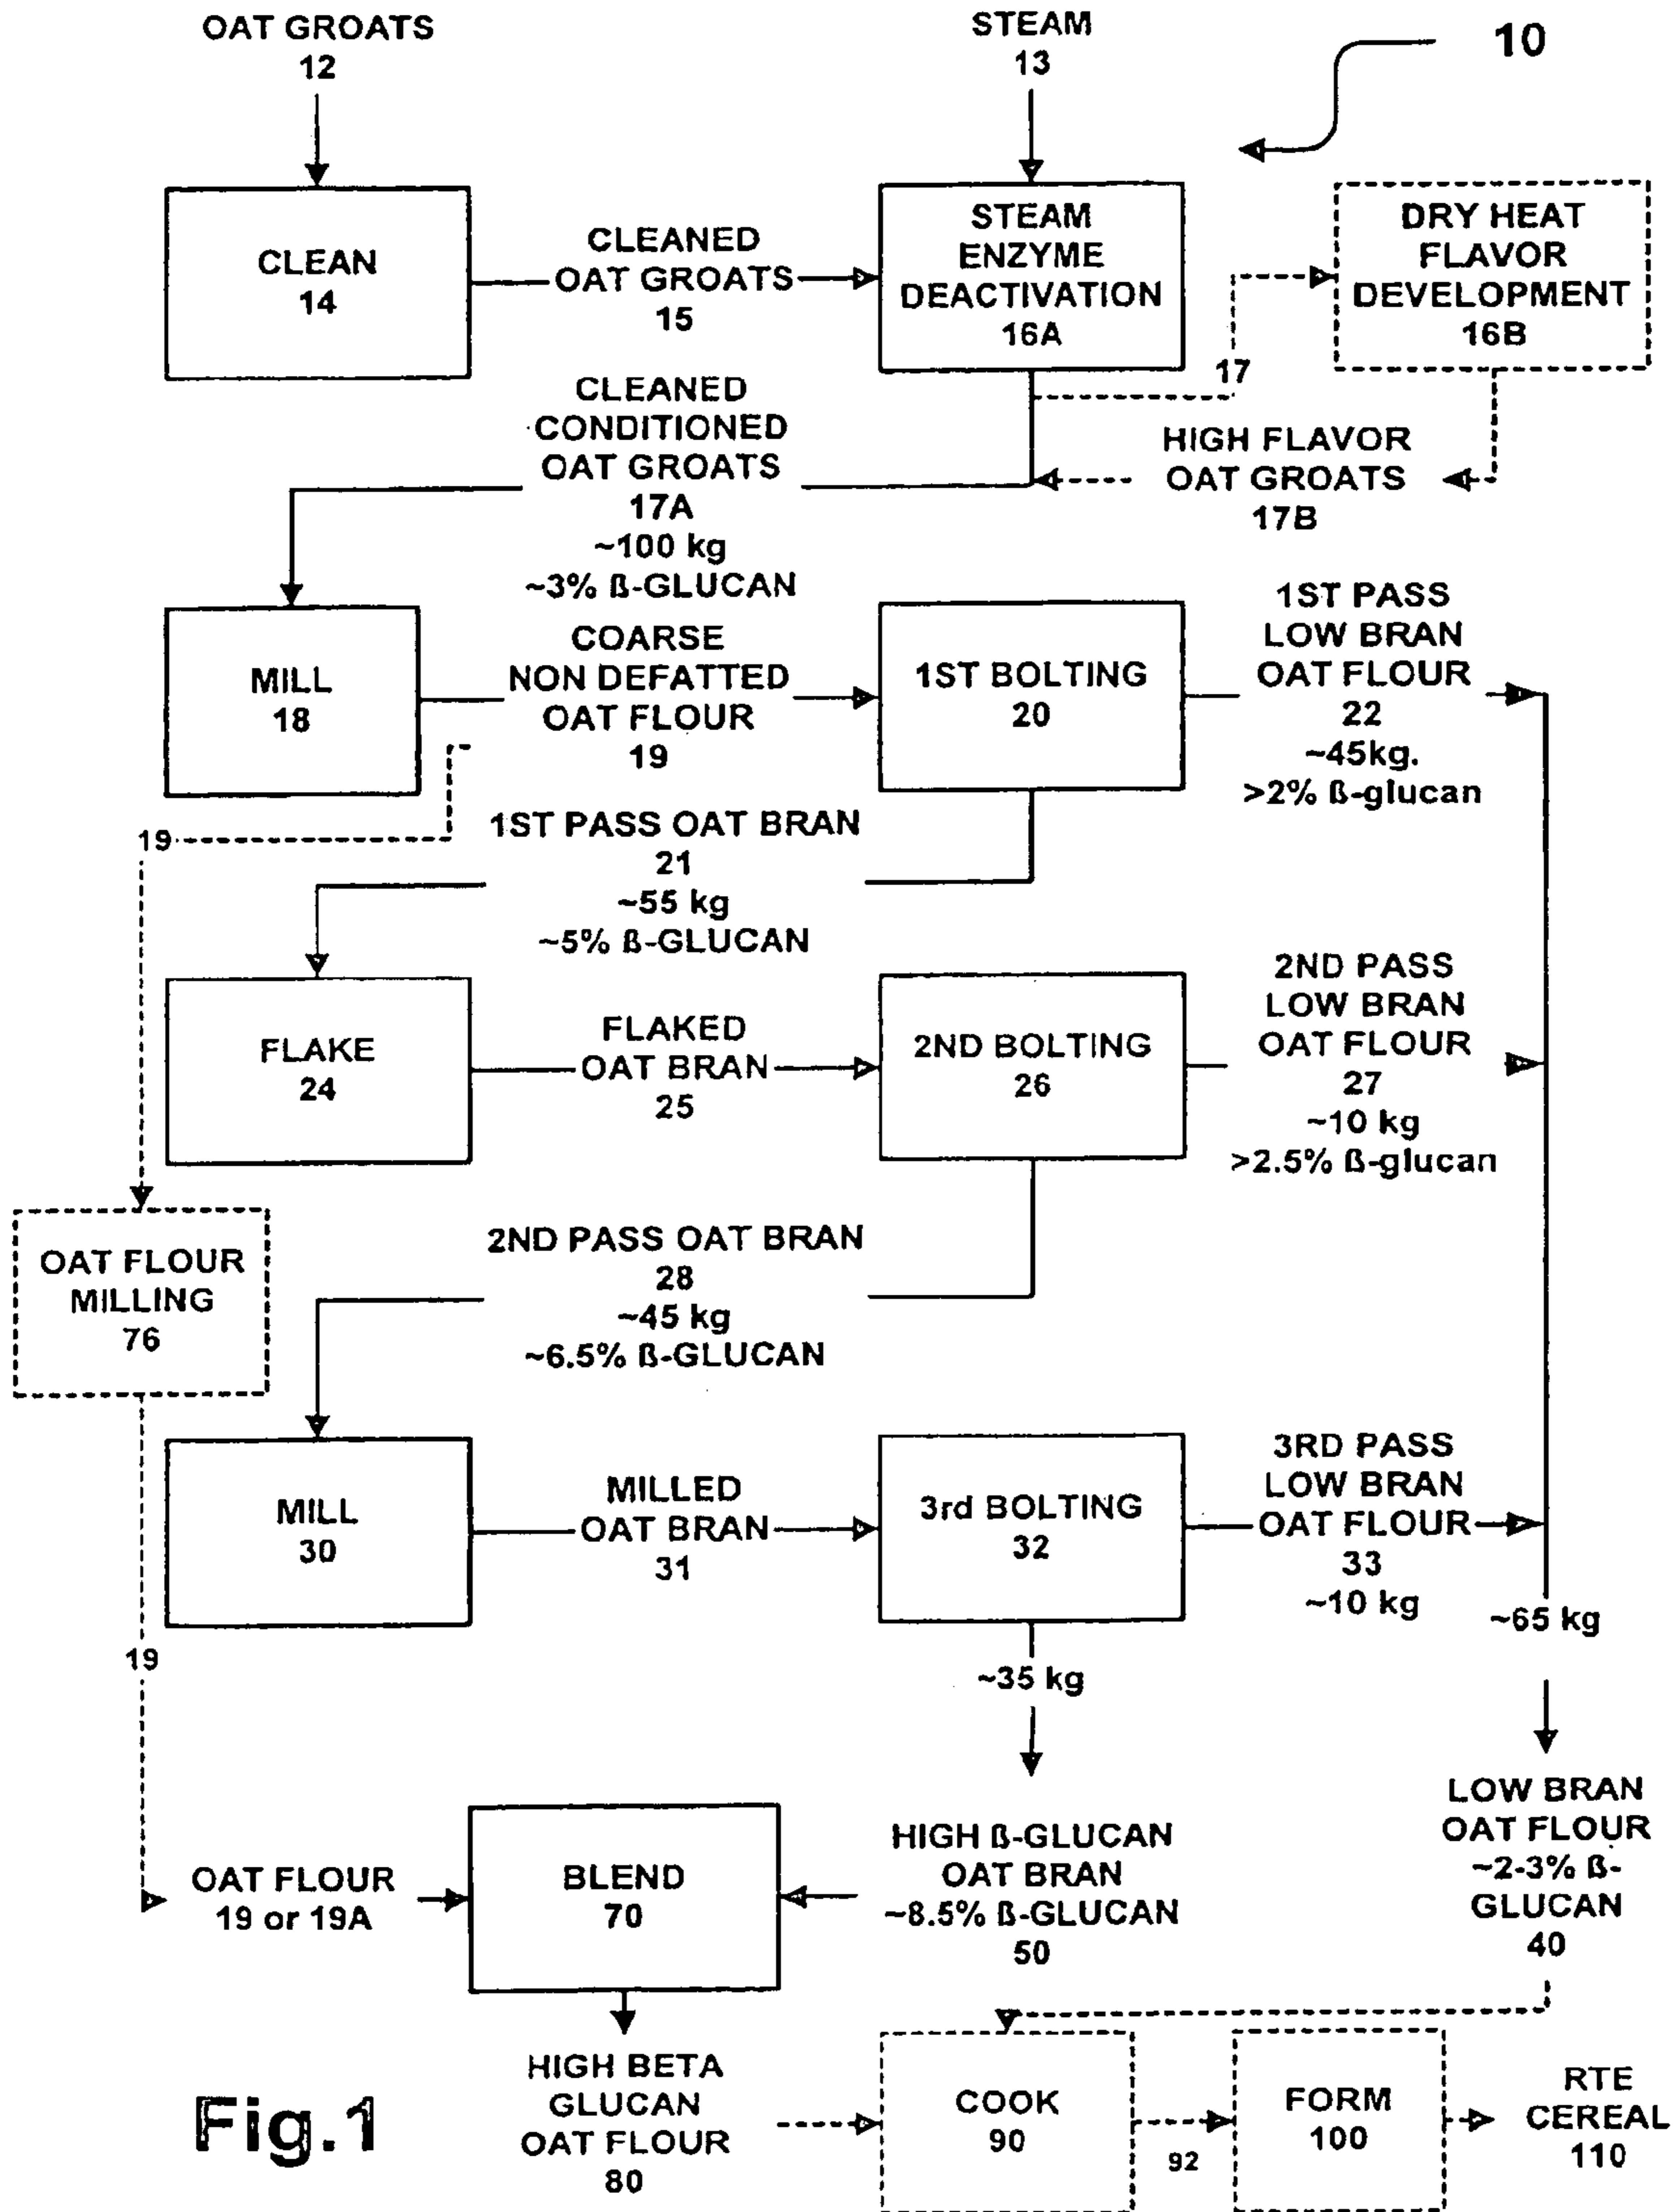 OAT GROATS
12
STEAM
13
10
CLEAN
14
CLEANED
OAT GROATS
15
STEAM
ENZYME
DEACTIVATION
16A
DRY HEAT
FLAVOR
DEVELOPMENT
16B
17
CLEANED
CONDITIONED
OAT GROATS
17A
~100 kg
~3% ß-GLUCAN
HIGH FLAVOR
OAT GROATS
17B
MILL
18
COARSE
NON DEFATTED
OAT FLOUR
19
1ST BOLTING
20
1ST PASS
LOW BRAN
OAT FLOUR
22
~45kg.
>2% ß-glucan
19
1ST PASS OAT BRAN
21
~55 kg
~5% ß-GLUCAN
FLAKE
24
FLAKED
OAT BRAN
25
2ND BOLTING
26
2ND PASS
LOW BRAN
OAT FLOUR
27
~10 kg
>2.5% ß-glucan
OAT FLOUR
MILLING
76
2ND PASS OAT BRAN
28
~45 kg
~6.5% ß-GLUCAN
MILL
30
MILLED
OAT BRAN
31
3rd BOLTING
32
3RD PASS
LOW BRAN
OAT FLOUR
33
~10 kg
~65 kg
19
~35 kg
OAT FLOUR
19 or 19A
BLEND
70
HIGH ß-GLUCAN
OAT BRAN
~8.5% ß-GLUCAN
50
LOW BRAN
OAT FLOUR
~2-3% ß-
GLUCAN
40
Fig.1
HIGH BETA
GLUCAN
OAT FLOUR
80
COOK
90
92
FORM
100
RTE
CEREAL
110